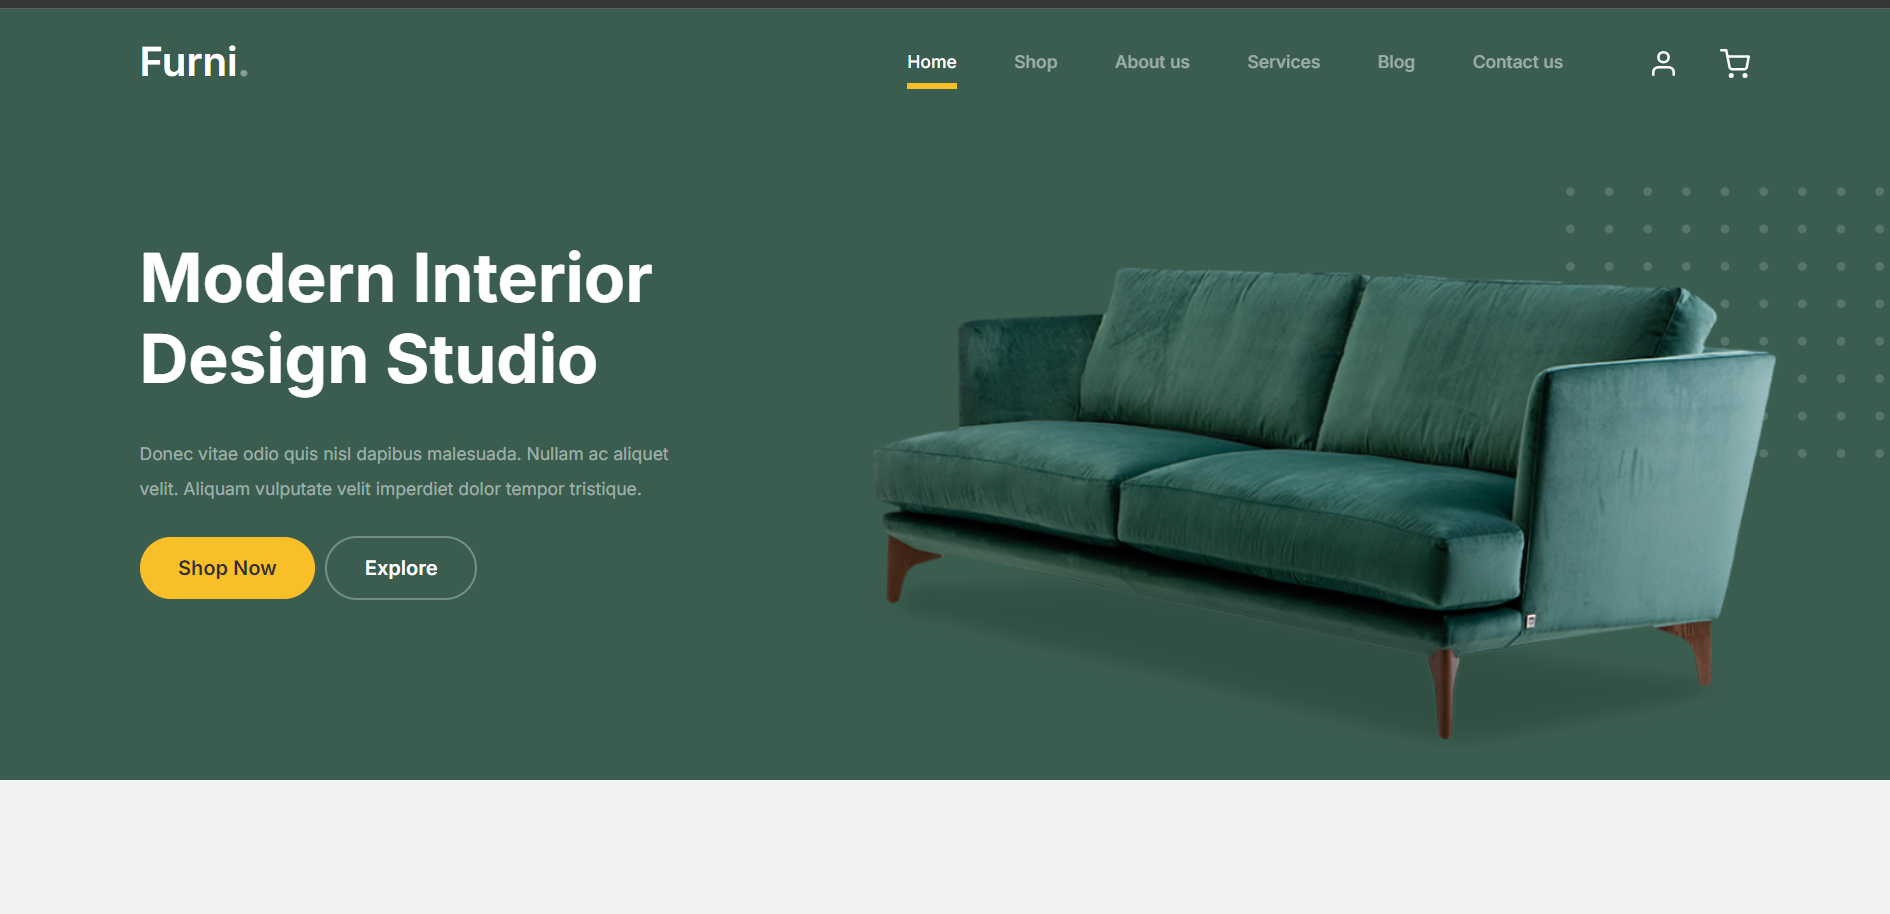 Furni.
Home
Shop
About us
Services
Blog
Contact us
Modern Interior
Design Studio
Donec vitae odio quis nisl dapibus malesuada. Nullam ac aliquet
velit. Aliquam vulputate velit imperdiet dolor tempor tristique.
Shop Now
Explore